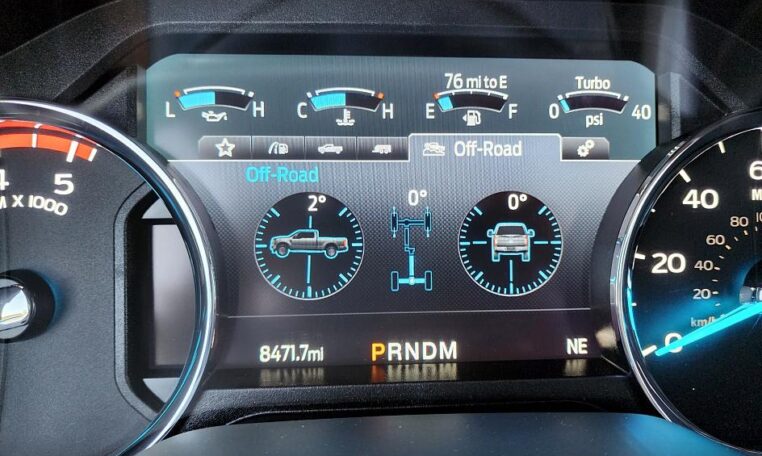 76 mi to E
Turbo
L H
C H
E F
0 40
psi
Off-Road
Off-Road
2° 0° 0°
8471.7mi
PRNDM
NE
4 5
M X 1000
40
20
0
80
60
40
20
km/h